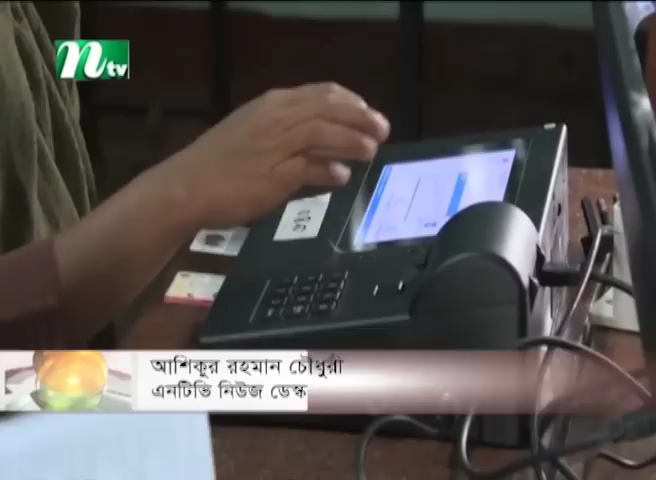 ntv
আশিকুর রহমান চৌধুরী
এনটিভি নিউজ ডেস্ক